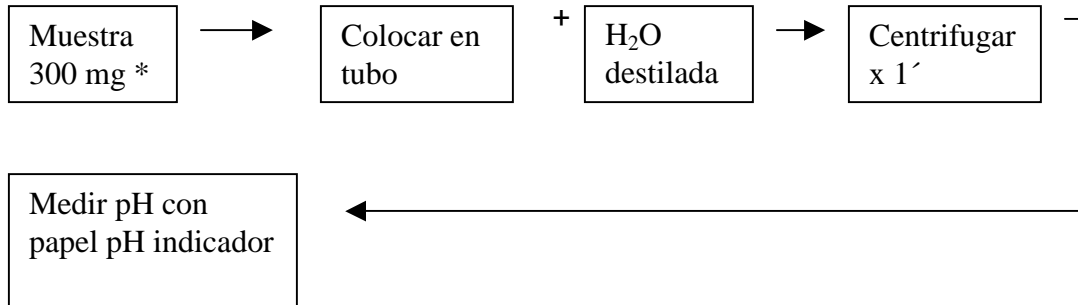 Muestra
300 mg *
Colocar en
tubo
+
H₂O
destilada
Centrifugar
x 1´
Medir pH con
papel pH indicador